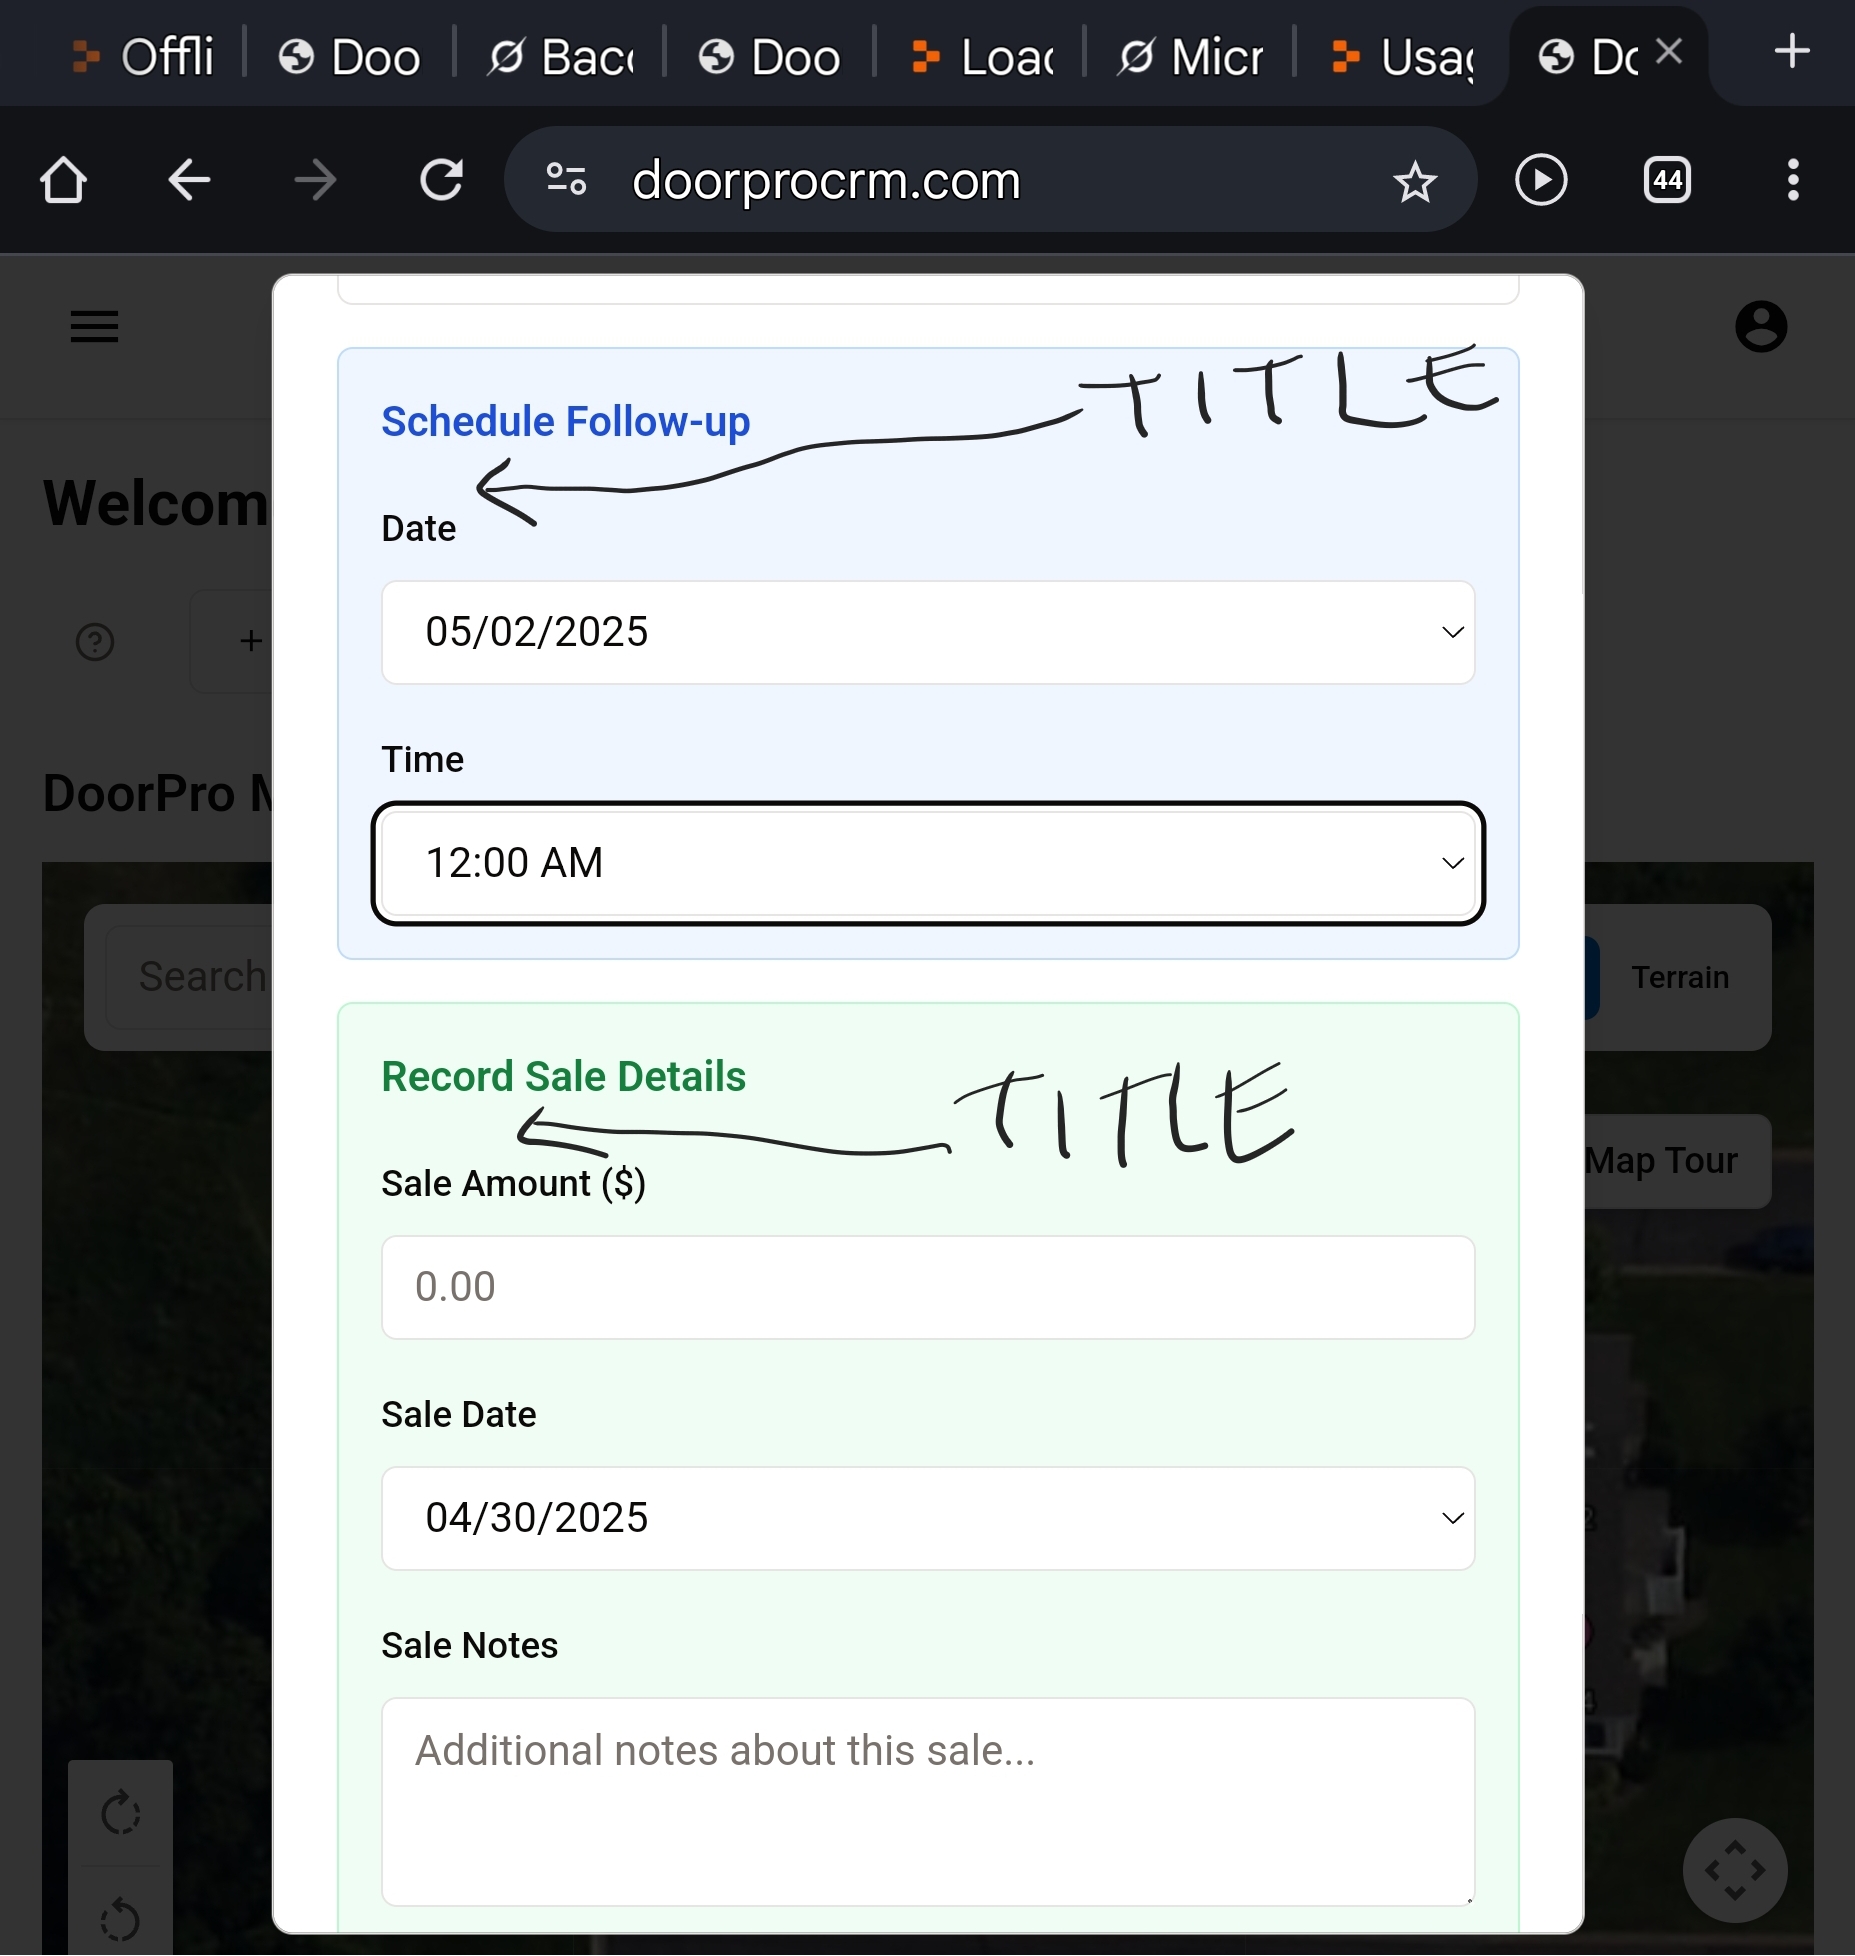 Offli
Doo
Bac
Doo
Loa
Micr
Usag
Do
doorprocrm.com
44
Welcom
DoorPro M
Search
Terrain
Map Tour
Schedule Follow-up
TITLE
Date
05/02/2025
Time
12:00 AM
Record Sale Details
TITLE
Sale Amount ($)
0.00
Sale Date
04/30/2025
Sale Notes
Additional notes about this sale...